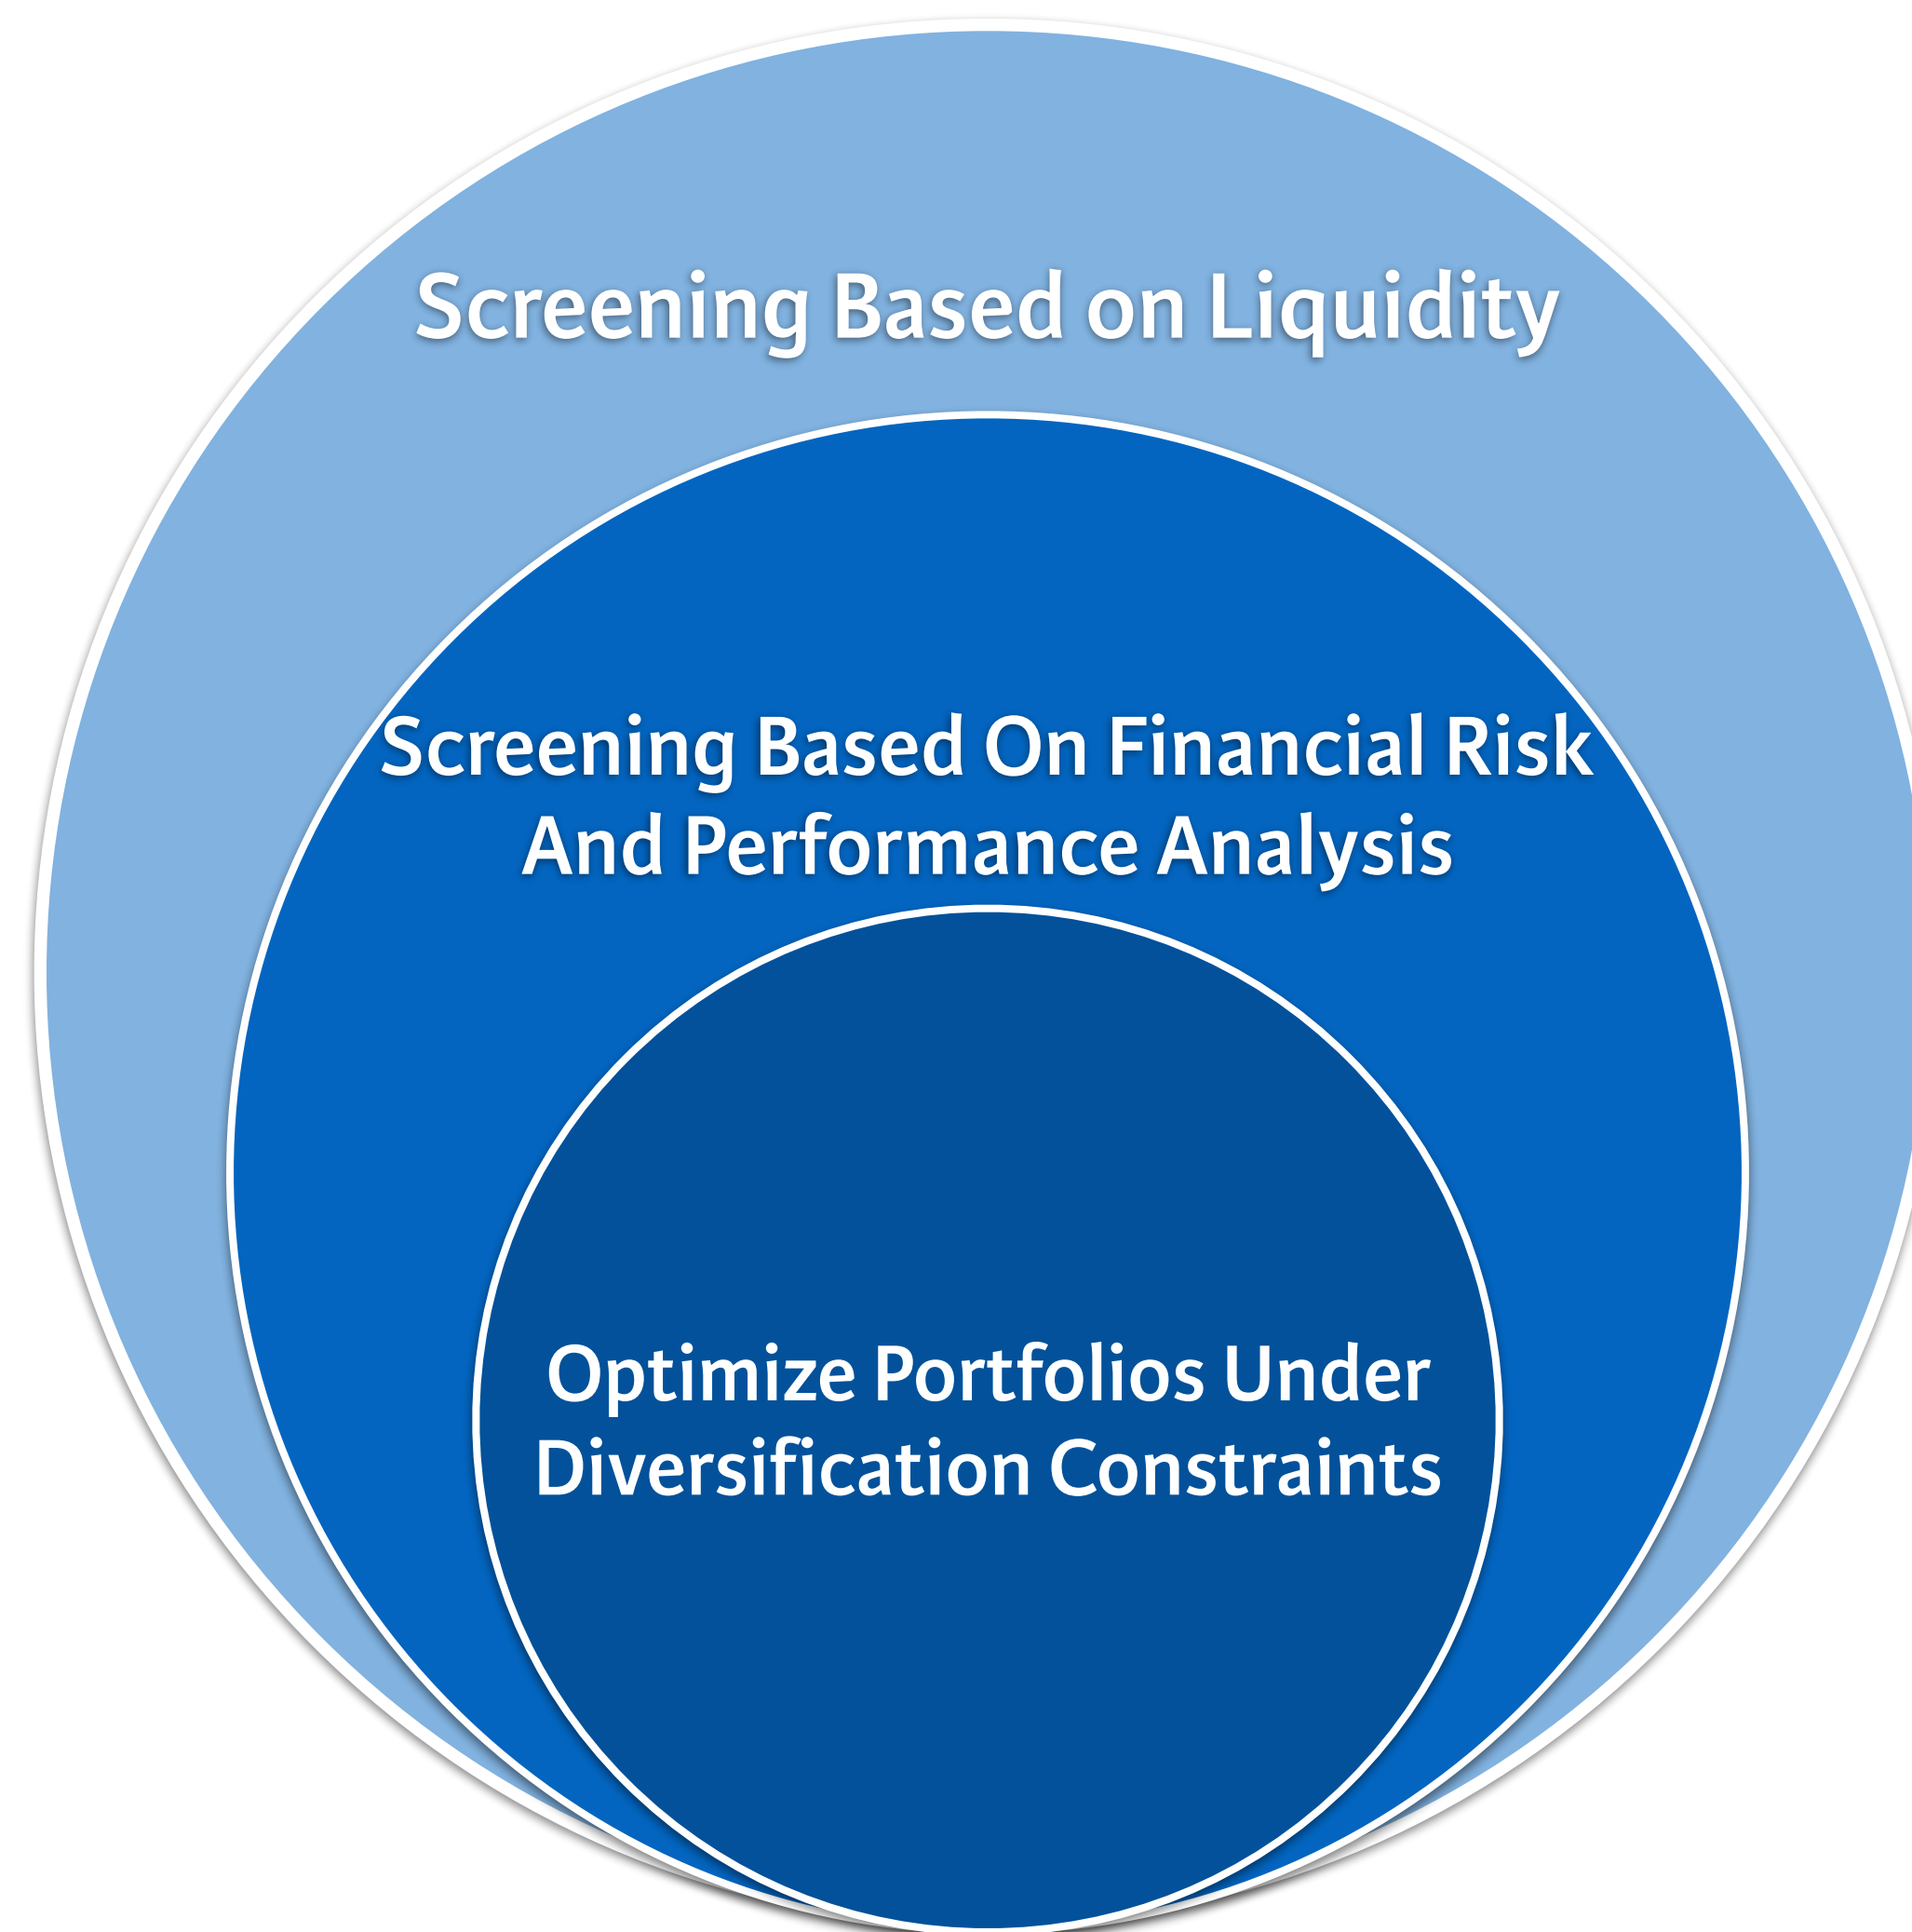 Screening Based on Liquidity
Screening Based On Financial Risk
And Performance Analysis
Optimize Portfolios Under
Diversification Constraints